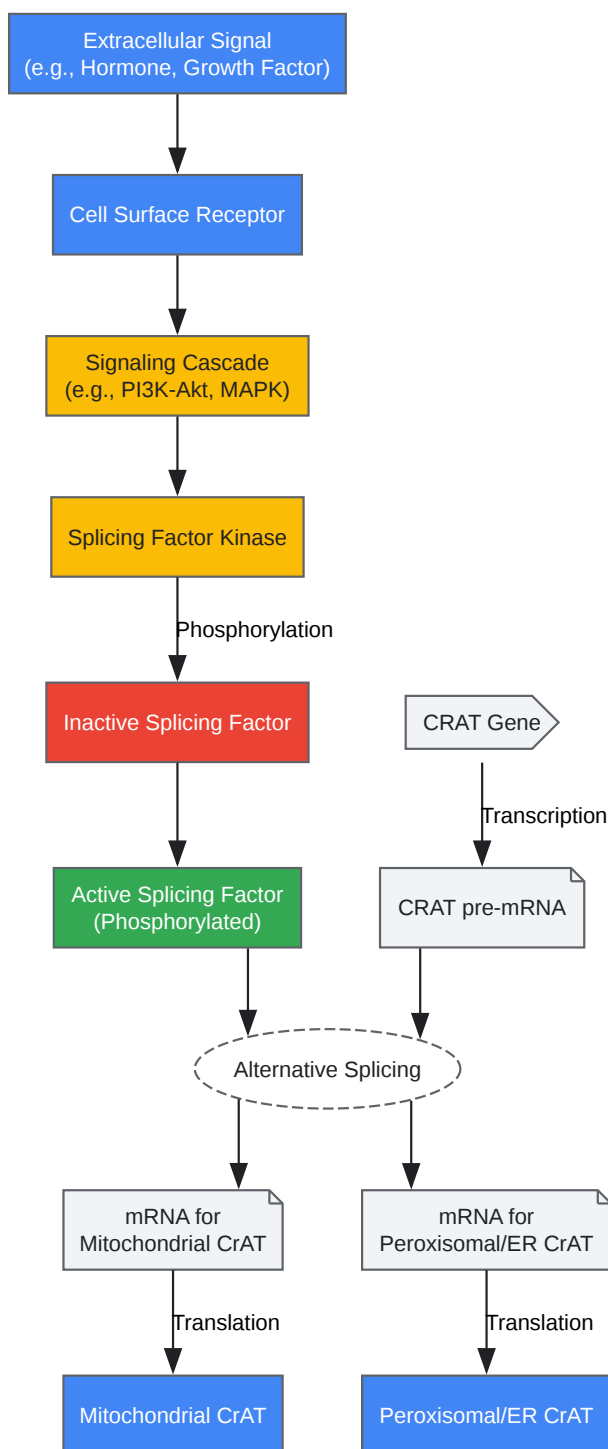 Extracellular Signal
(e.g., Hormone, Growth Factor)
Cell Surface Receptor
Signaling Cascade
(e.g., PI3K-Akt, MAPK)
Splicing Factor Kinase
Phosphorylation
Inactive Splicing Factor
CRAT Gene
Transcription
Active Splicing Factor
(Phosphorylated)
CRAT pre-mRNA
Alternative Splicing
mRNA for
Mitochondrial CrAT
mRNA for
Peroxisomal/ER CrAT
Translation
Translation
Mitochondrial CrAT
Peroxisomal/ER CrAT